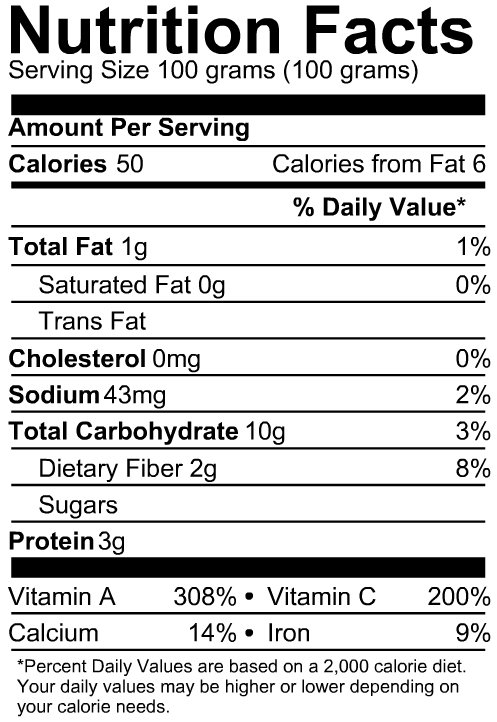 Nutrition Facts
Serving Size 100 grams (100 grams)
Amount Per Serving
Calories 50 Calories from Fat 6
% Daily Value*
Total Fat 1g 1%
Saturated Fat 0g 0%
Trans Fat
Cholesterol 0mg 0%
Sodium 43mg 2%
Total Carbohydrate 10g 3%
Dietary Fiber 2g 8%
Sugars
Protein 3g
Vitamin A 308% • Vitamin C 200%
Calcium 14% • Iron 9%
*Percent Daily Values are based on a 2,000 calorie diet.
Your daily values may be higher or lower depending on
your calorie needs.